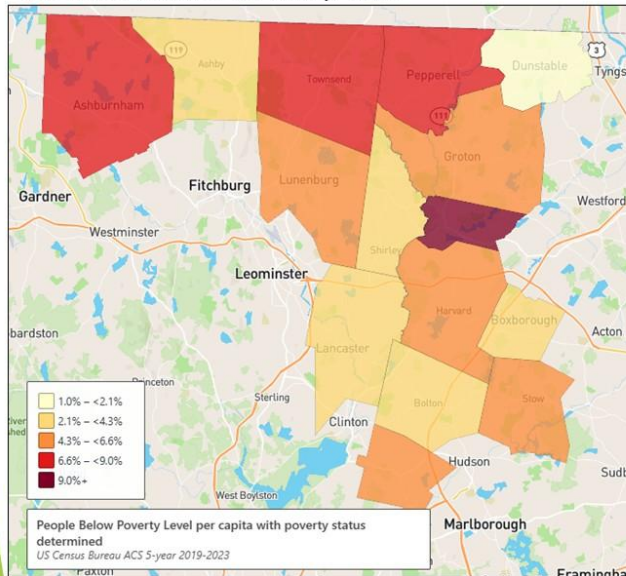 119
3
Ashby
Dunstable
Townsend
Pepperell
Tyngs
Ashburnham
111
Groton
Gardner
Fitchburg
Lunenburg
Westford
Westminster
Shirley
Leominster
Harvard
Boxborough
Acton
bardston
Lancaster
Princeton
Sterling
Bolton
Stow
Clinton
Hudson
Sudb
West Boylston
Marlborough
Paxton
Framingham
1.0% – <2.1%
2.1% – <4.3%
4.3% – <6.6%
6.6% – <9.0%
9.0%+
People Below Poverty Level per capita with poverty status
determined
US Census Bureau ACS 5-year 2019-2023